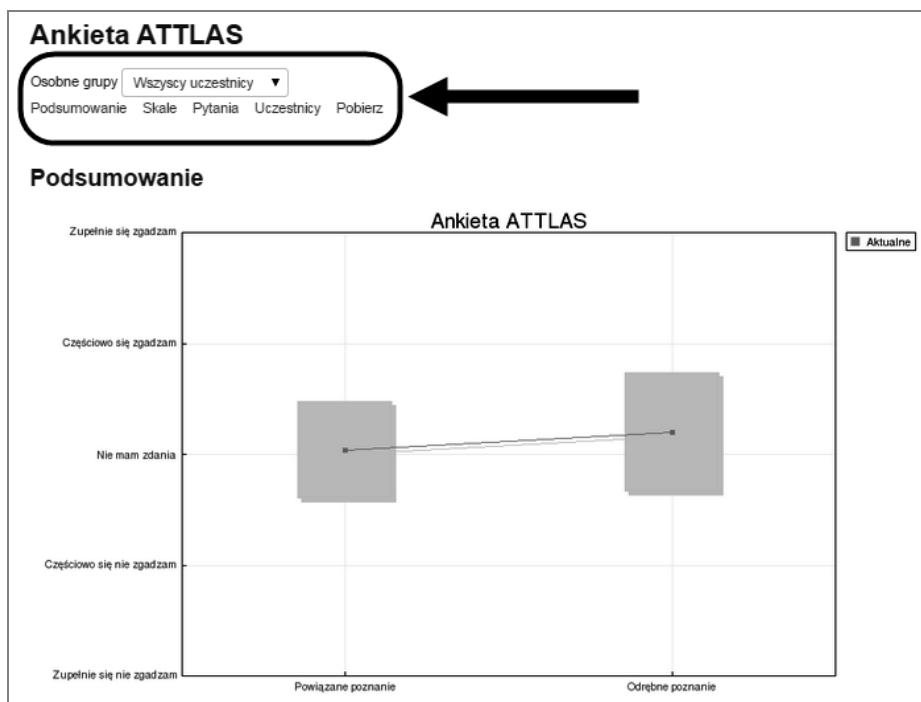 Ankieta ATTLAS
Osobne grupy Wszyscy uczestnicy ▼
Podsumowanie Skale Pytania Uczestnicy Pobierz
Podsumowanie
Ankieta ATTLAS
Zupełnie się zgadzam
Aktualne
Częściowo się zgadzam
Nie mam zdania
Częściowo się nie zgadzam
Zupełnie się nie zgadzam
Powiązane poznanie Odrębne poznanie